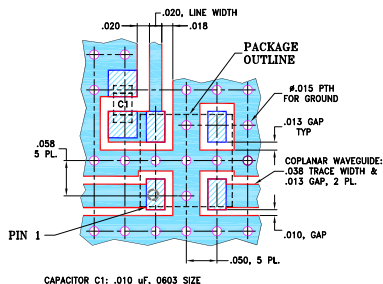 .020, LINE WIDTH
.020
.018
PACKAGE
OUTLINE
Ø.015 PTH
FOR GROUND
C1
.013 GAP
TYP
.058
5 PL.
COPLANAR WAVEGUIDE:
.038 TRACE WIDTH &
.013 GAP, 2 PL.
PIN 1
.010, GAP
.050, 5 PL.
CAPACITOR C1: .010 uF, 0603 SIZE